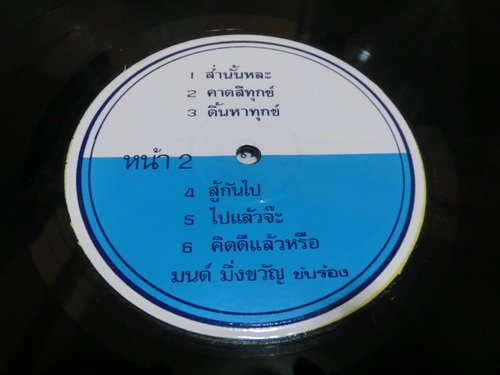 1 ส่ำนั้นหละ
2 คาดสิทุกข์
3 ดิ้นหาทุกข์
หน้า 2
4 สู้กันไป
5 ไปแล้วจ๊ะ
6 คิดดีแล้วหรือ
มนต์ มิ่งขวัญ ขับร้อง